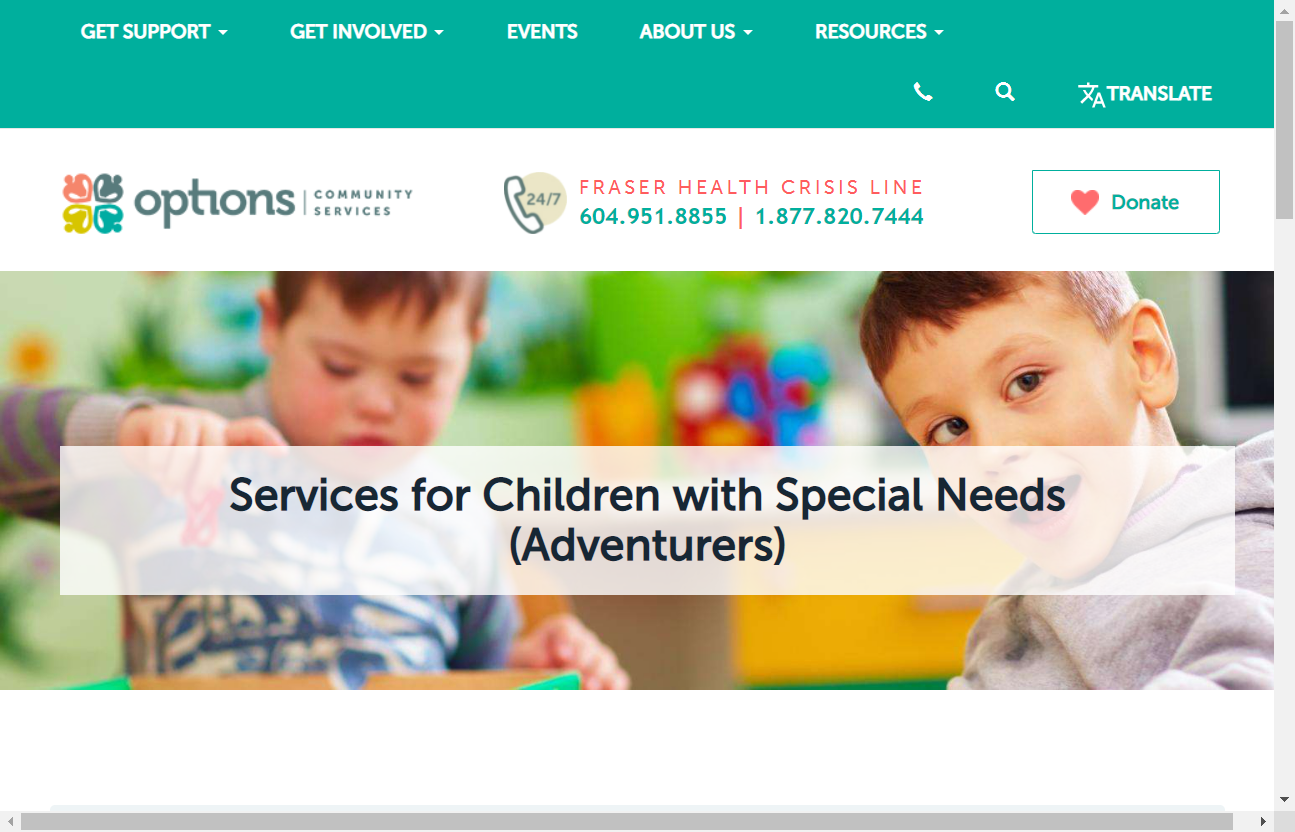 GET SUPPORT
GET INVOLVED
EVENTS
ABOUT US
RESOURCES
TRANSLATE
options | COMMUNITY SERVICES
24/7
FRASER HEALTH CRISIS LINE
604.951.8855 | 1.877.820.7444
Donate
Services for Children with Special Needs
(Adventurers)